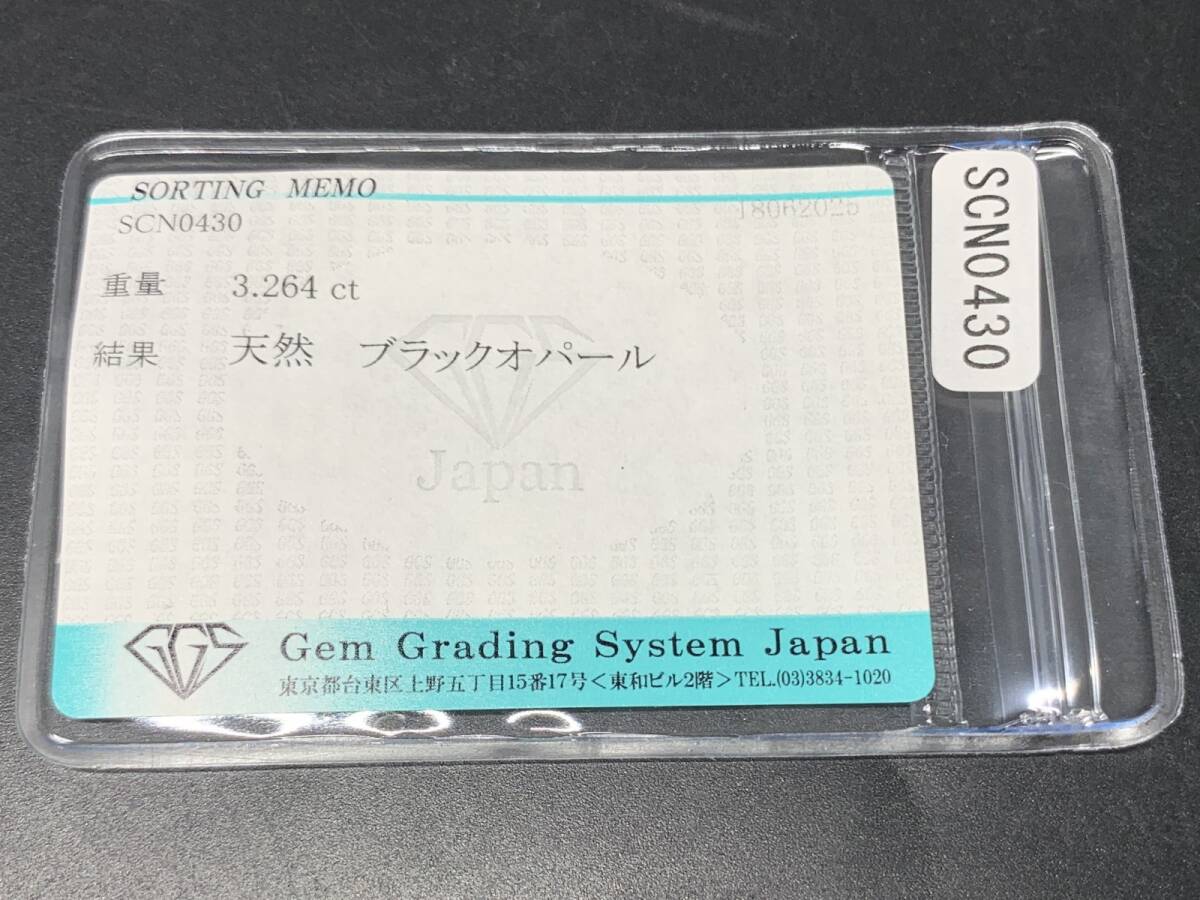 SORTING MEMO
SCN0430
18062025
重量 3.264 ct
結果 天然 ブラックオパール
Japan
GGS Gem Grading System Japan
東京都台東区上野五丁目15番17号<東和ビル2階>TEL.(03)3834-1020
SCN0430